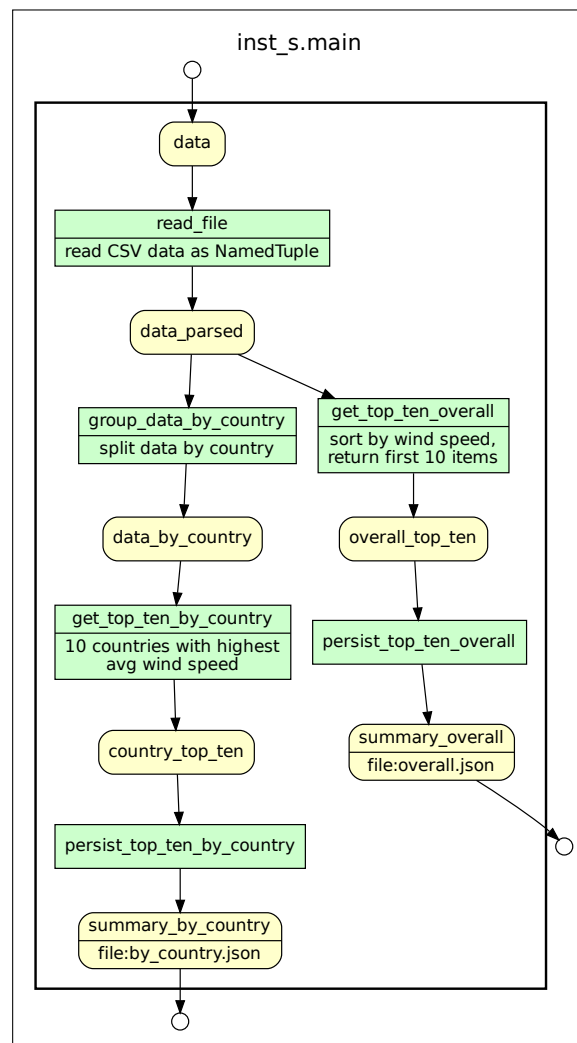 inst_s.main
data
read_file
read CSV data as NamedTuple
data_parsed
group_data_by_country
split data by country
get_top_ten_overall
sort by wind speed,
return first 10 items
data_by_country
overall_top_ten
get_top_ten_by_country
10 countries with highest
avg wind speed
persist_top_ten_overall
country_top_ten
summary_overall
file:overall.json
persist_top_ten_by_country
summary_by_country
file:by_country.json